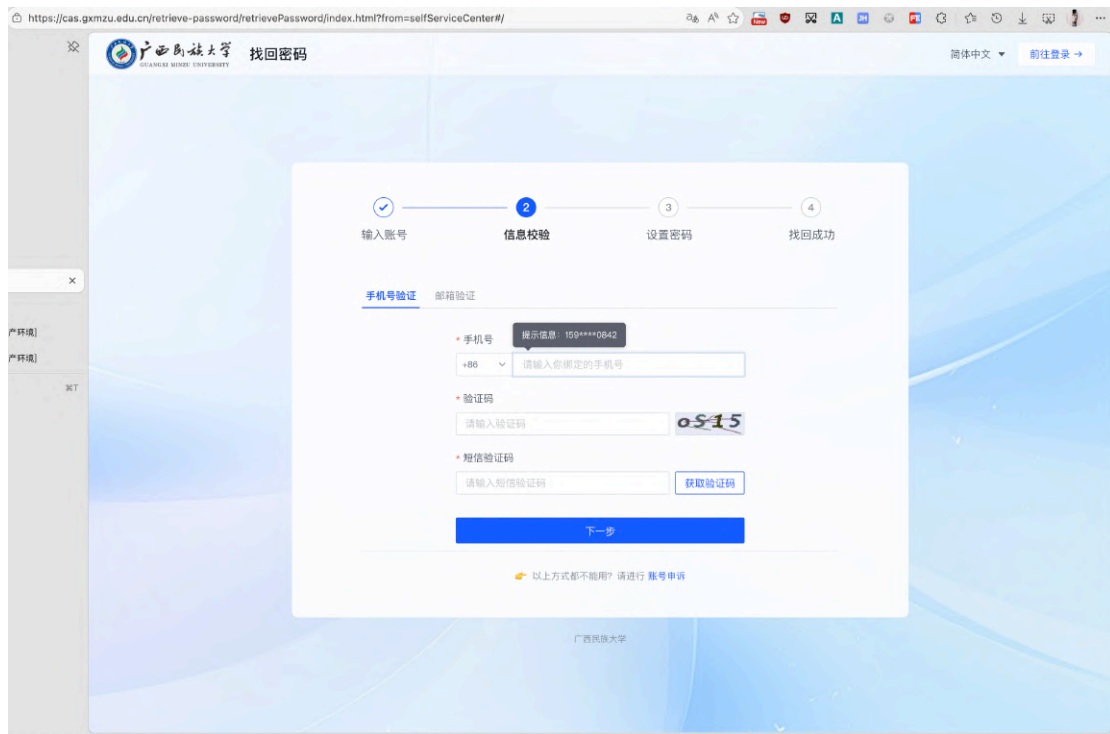 https://cas.gxmzu.edu.cn/retrieve-password/retrievePassword/index.html?from=selfServiceCenter#/
广西民族大学 找回密码
GUANGXI MINZU UNIVERSITY
简体中文
前往登录 →
2
3
4
输入账号
信息校验
设置密码
找回成功
手机号验证
邮箱验证
产环境]
产环境]
⌘T
提示信息：159****0842
* 手机号
+86
请输入你绑定的手机号
* 验证码
请输入验证码
oS15
* 短信验证码
请输入短信验证码
获取验证码
下一步
以上方式都不能用？请进行 账号申诉
广西民族大学